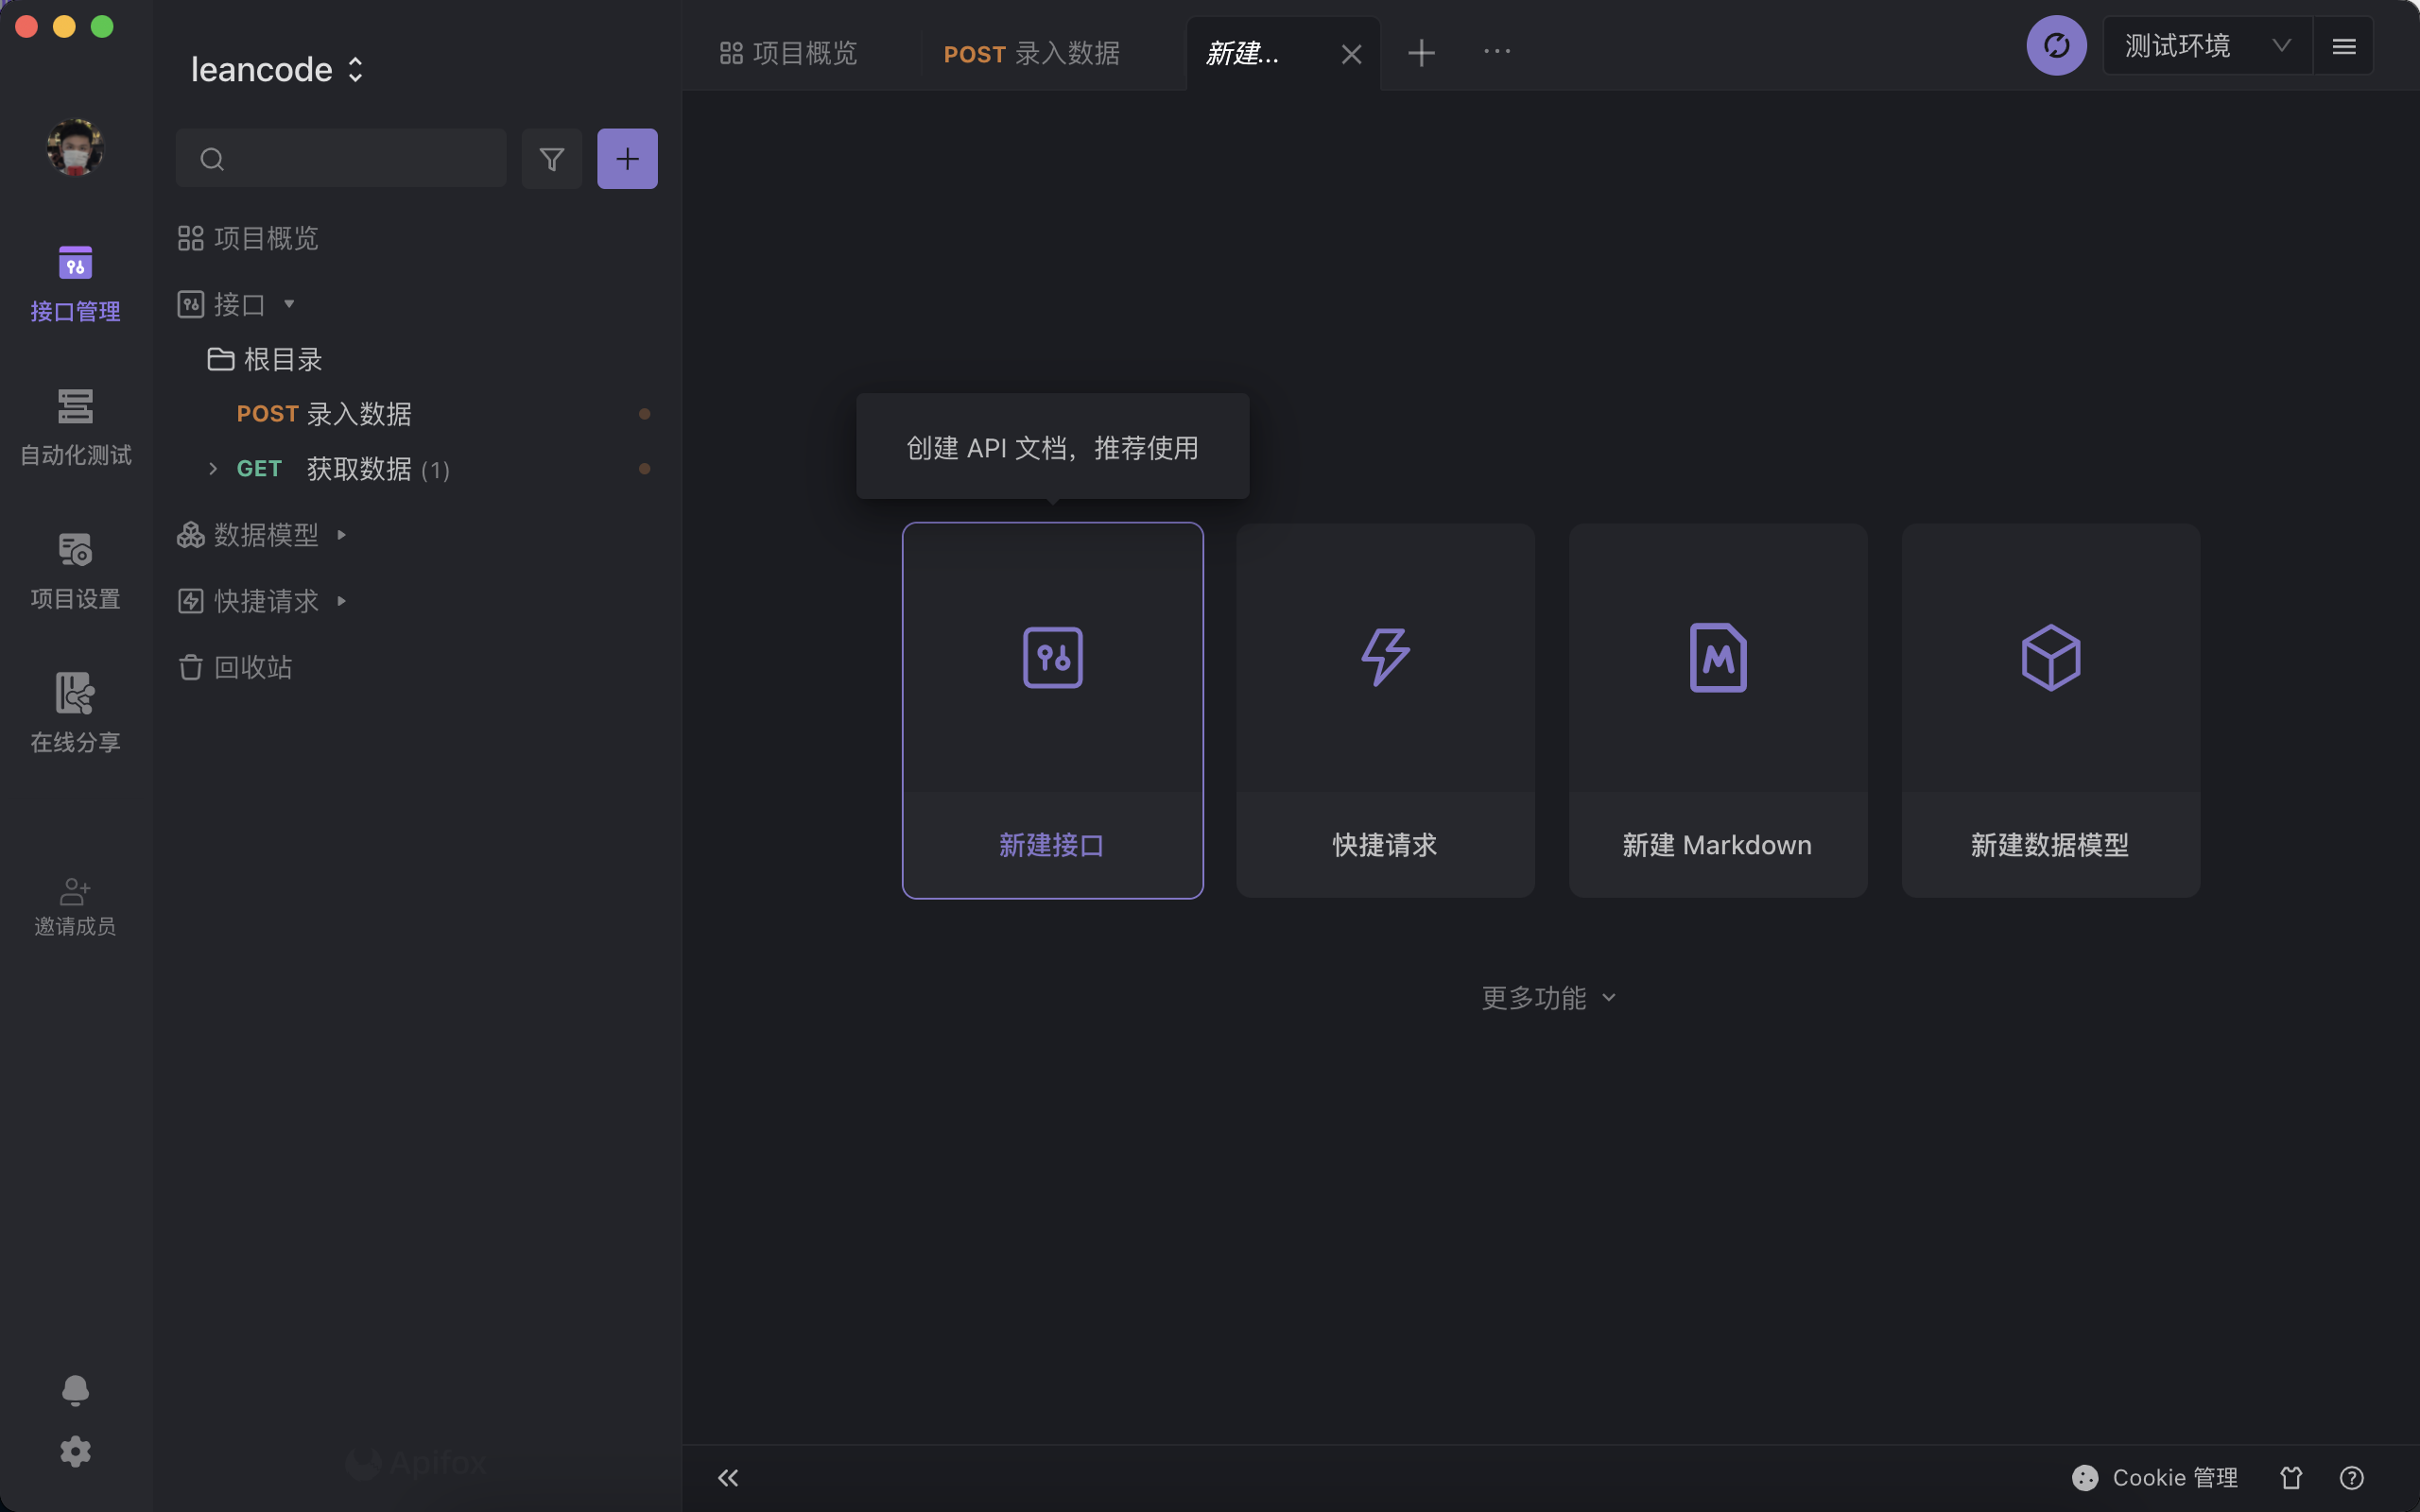 leancode
项目概览
POST 录入数据
新建...
测试环境
接口管理
自动化测试
项目设置
在线分享
邀请成员
项目概览
接口
根目录
POST 录入数据
GET 获取数据 (1)
数据模型
快捷请求
回收站
Apifox
创建 API 文档，推荐使用
新建接口
快捷请求
新建 Markdown
新建数据模型
更多功能
Cookie 管理